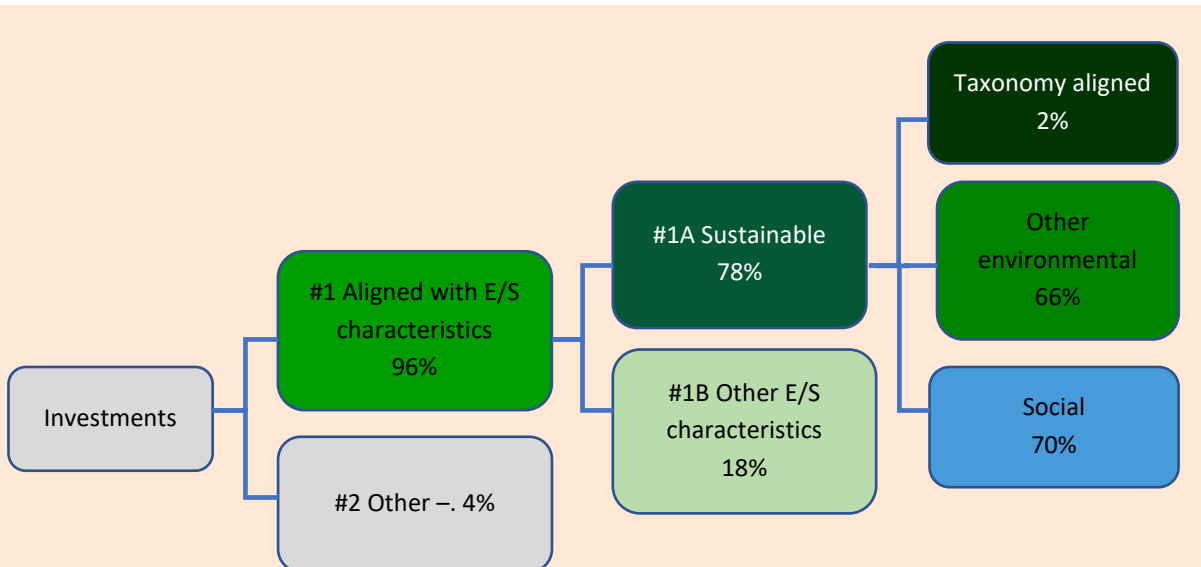 Investments
#1 Aligned with E/S
characteristics
96%
#2 Other –. 4%
#1A Sustainable
78%
#1B Other E/S
characteristics
18%
Taxonomy aligned
2%
Other
environmental
66%
Social
70%